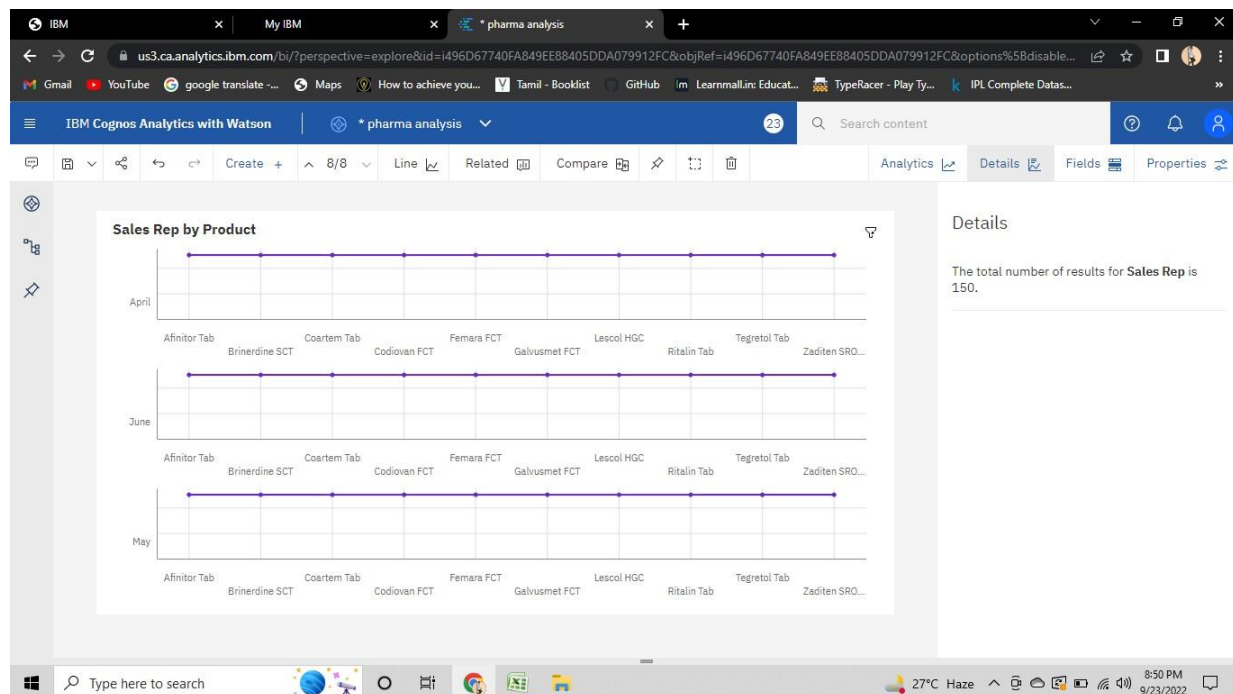 IBM
My IBM
* pharma analysis
us3.ca.analytics.ibm.com/bi/?perspective=explore&id=i496D67740FA849EE88405DDA079912FC&objRef=i496D67740FA849EE88405DDA079912FC&options%5Bdisable...
Gmail YouTube google translate -... Maps How to achieve you... Tamil - Booklist GitHub Learnmall.in: Educat... TypeRacer - Play Ty... IPL Complete Datas... »
IBM Cognos Analytics with Watson * pharma analysis 23 Search content
Create + 8/8 Line Related Compare Analytics Details Fields Properties
Sales Rep by Product
April
Afinitor Tab Brinerdine SCT Coartem Tab Codiovan FCT Femara FCT Galvusmet FCT Lescol HGC Ritalin Tab Tegretol Tab Zaditen SRO...
June
Afinitor Tab Brinerdine SCT Coartem Tab Codiovan FCT Femara FCT Galvusmet FCT Lescol HGC Ritalin Tab Tegretol Tab Zaditen SRO...
May
Afinitor Tab Brinerdine SCT Coartem Tab Codiovan FCT Femara FCT Galvusmet FCT Lescol HGC Ritalin Tab Tegretol Tab Zaditen SRO...
Details
The total number of results for Sales Rep is
150.
Type here to search 27°C Haze 8:50 PM
9/23/2022